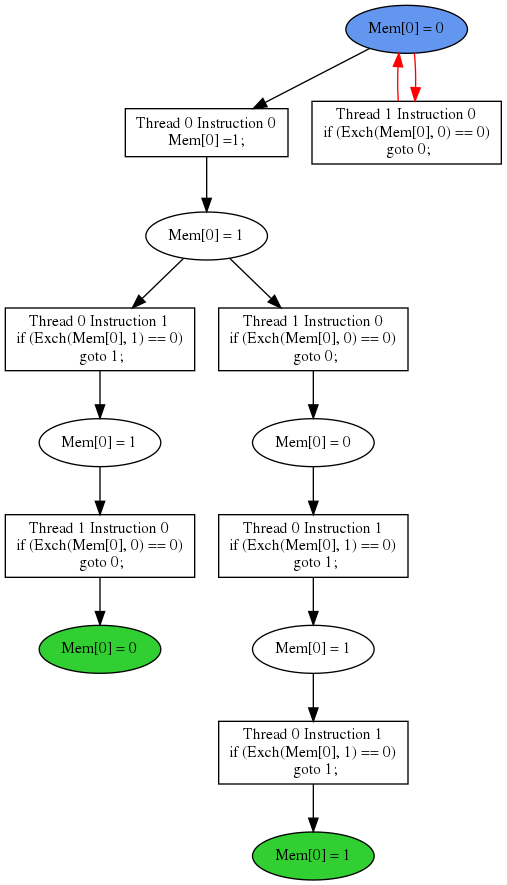 Mem[0] = 0
Thread 0 Instruction 0
Mem[0] =1;
Thread 1 Instruction 0
if (Exch(Mem[0], 0) == 0)
goto 0;
Mem[0] = 1
Thread 0 Instruction 1
if (Exch(Mem[0], 1) == 0)
goto 1;
Thread 1 Instruction 0
if (Exch(Mem[0], 0) == 0)
goto 0;
Mem[0] = 1
Mem[0] = 0
Thread 1 Instruction 0
if (Exch(Mem[0], 0) == 0)
goto 0;
Thread 0 Instruction 1
if (Exch(Mem[0], 1) == 0)
goto 1;
Mem[0] = 0
Mem[0] = 1
Thread 0 Instruction 1
if (Exch(Mem[0], 1) == 0)
goto 1;
Mem[0] = 1